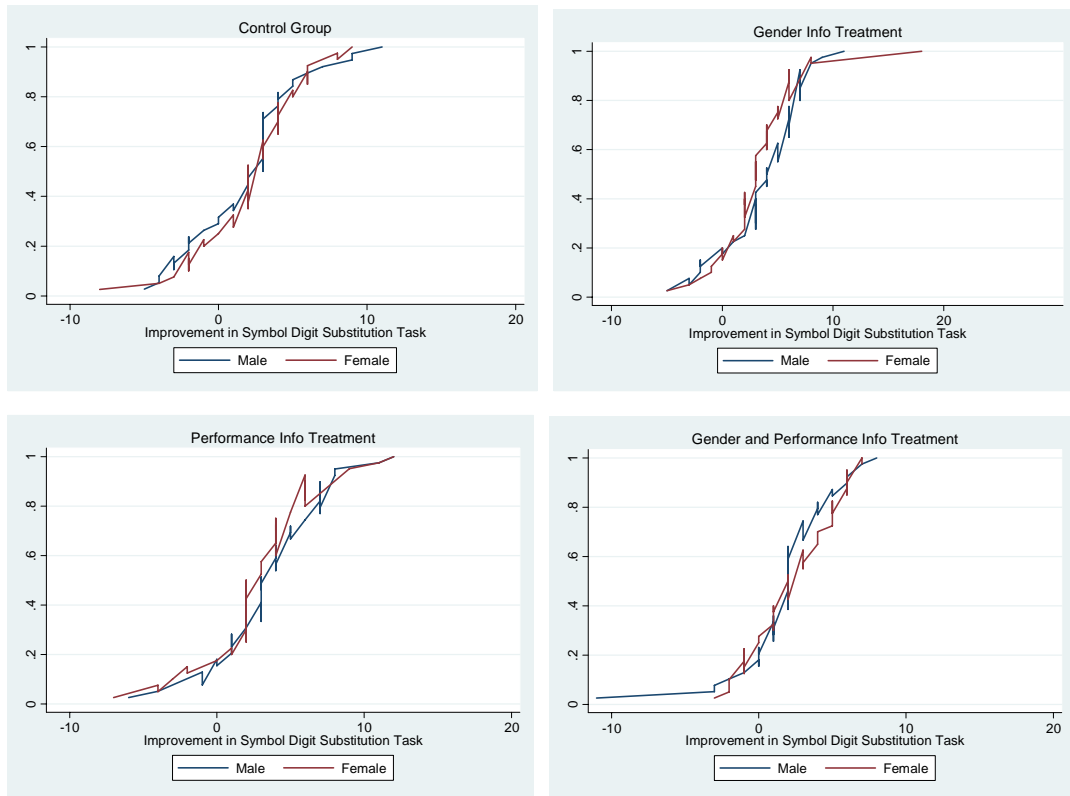 Control Group
1
.8
.6
.4
.2
0
-10 0 10 20
Improvement in Symbol Digit Substitution Task
Male Female
Gender Info Treatment
1
.8
.6
.4
.2
0
-10 0 10 20
Improvement in Symbol Digit Substitution Task
Male Female
Performance Info Treatment
1
.8
.6
.4
.2
0
-10 0 10 20
Improvement in Symbol Digit Substitution Task
Male Female
Gender and Performance Info Treatment
1
.8
.6
.4
.2
0
-10 0 10 20
Improvement in Symbol Digit Substitution Task
Male Female